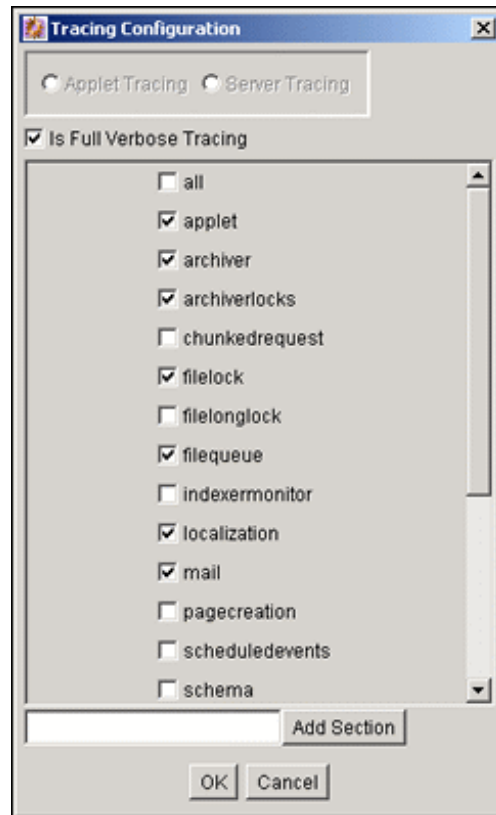 Tracing Configuration
Applet Tracing Server Tracing
Is Full Verbose Tracing
all
applet
archiver
archiverlocks
chunkedrequest
filelock
filelonglock
filequeue
indexermonitor
localization
mail
pagecreation
scheduledevents
schema
Add Section
OK Cancel